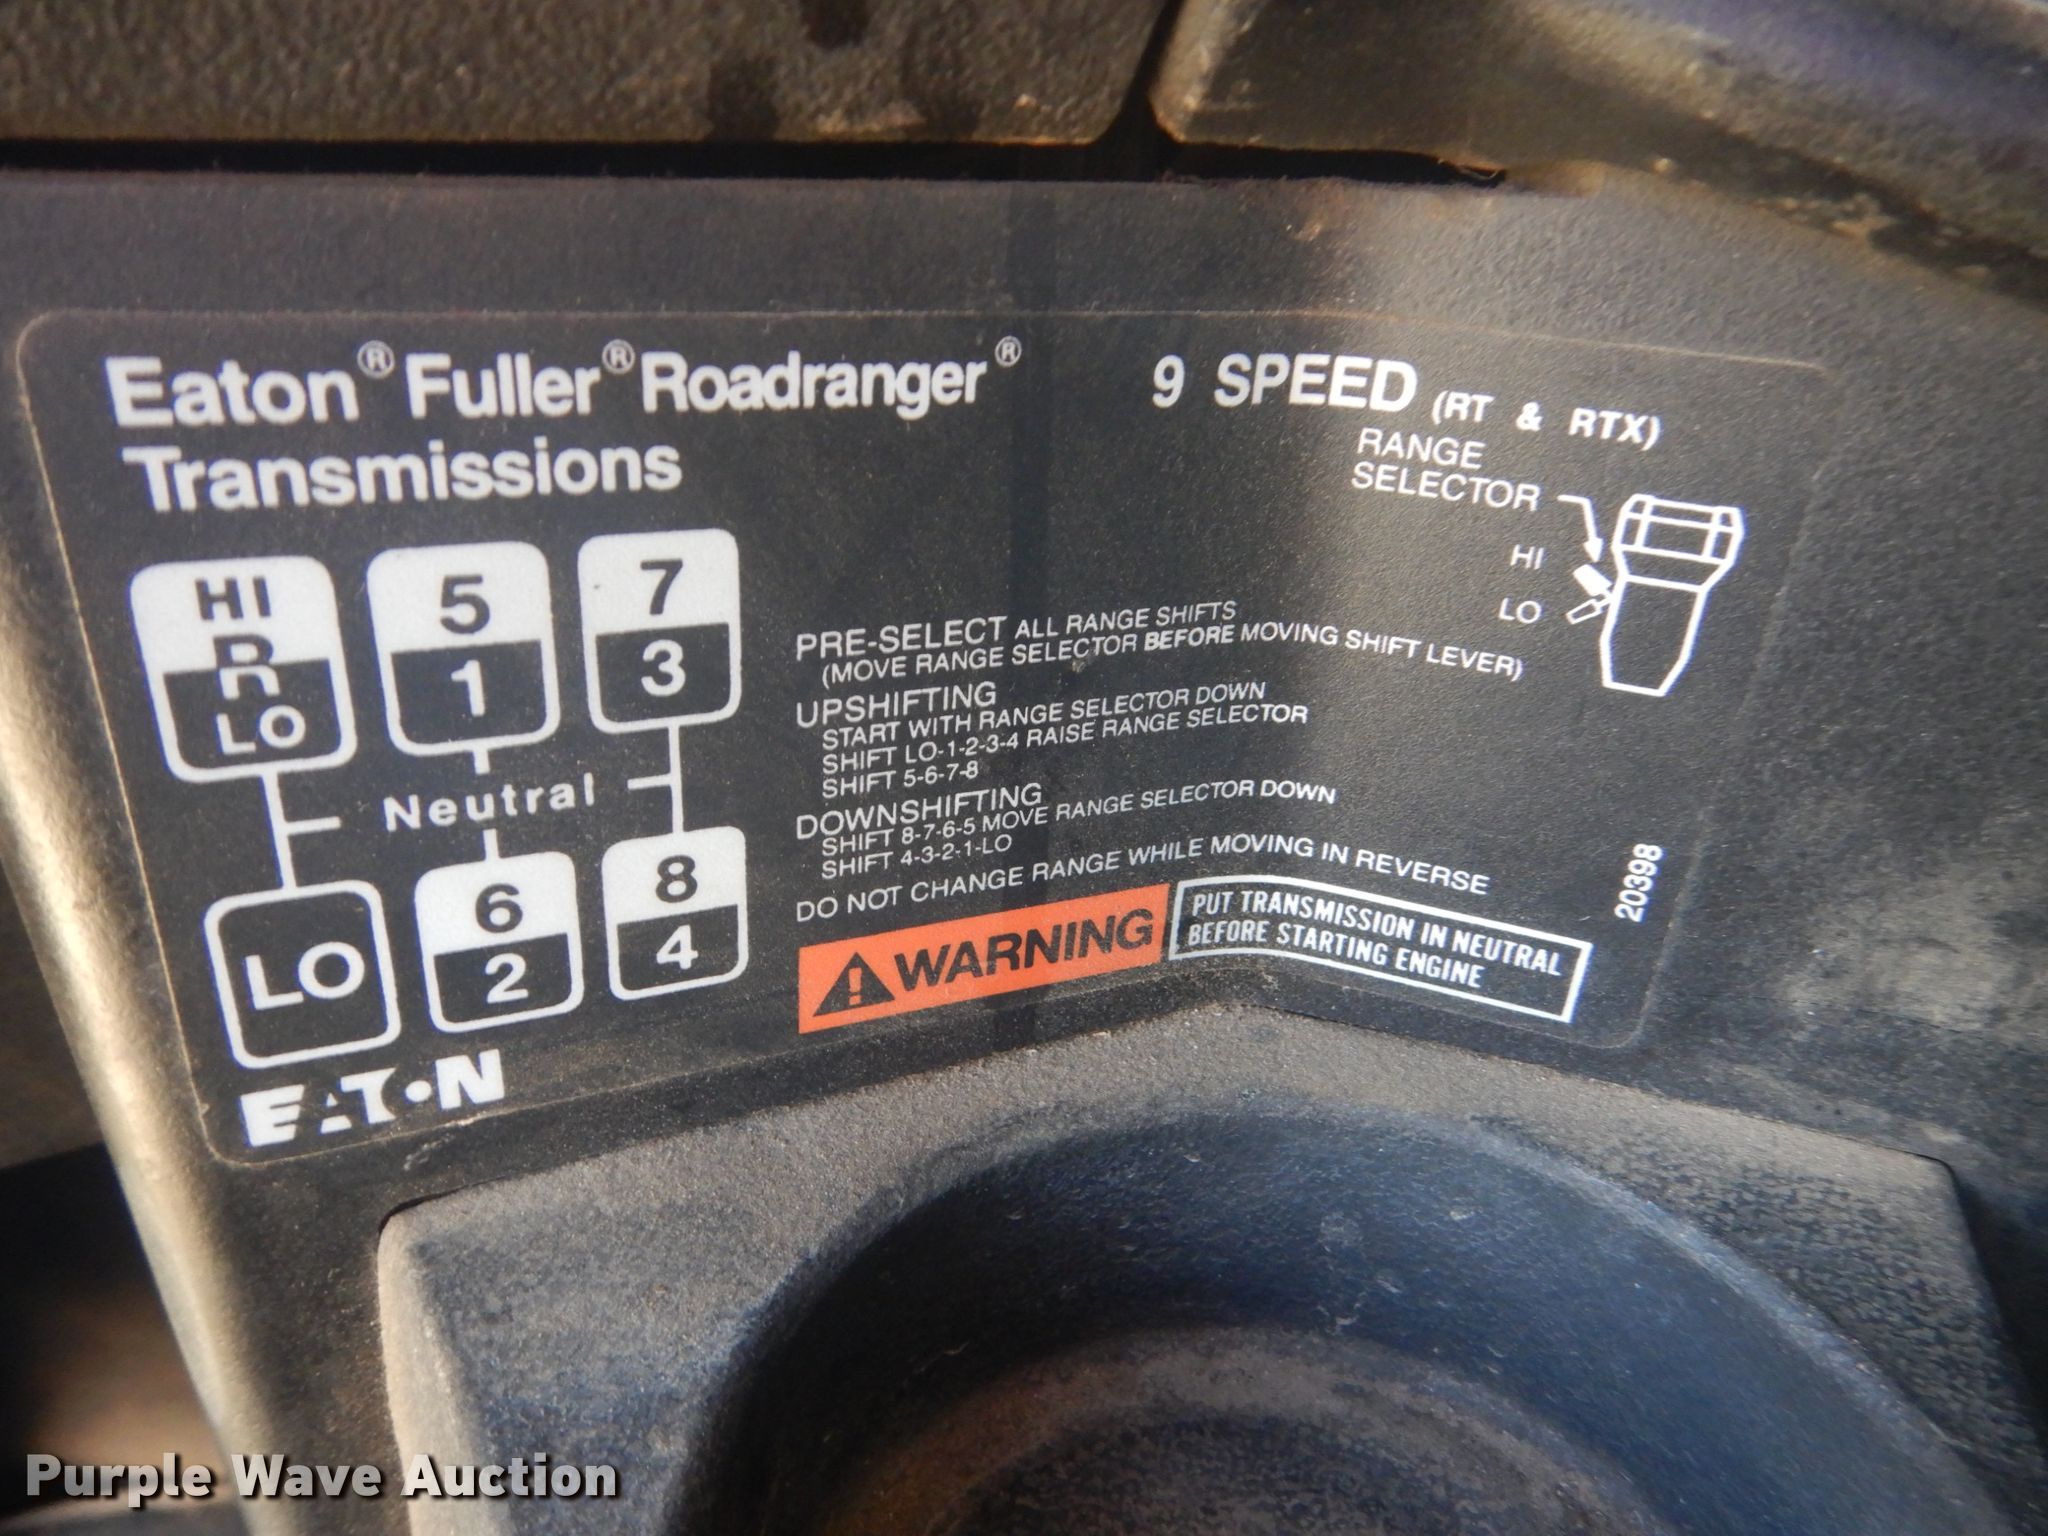 Eaton® Fuller® Roadranger®
Transmissions
9 SPEED (RT & RTX)
RANGE
SELECTOR
HI
LO
HI
R
LO
5
1
7
3
Neutral
LO
6
2
8
4
PRE-SELECT ALL RANGE SHIFTS
(MOVE RANGE SELECTOR BEFORE MOVING SHIFT LEVER)
UPSHIFTING
START WITH RANGE SELECTOR DOWN
SHIFT LO-1-2-3-4 RAISE RANGE SELECTOR
SHIFT 5-6-7-8
DOWNSHIFTING
SHIFT 8-7-6-5 MOVE RANGE SELECTOR DOWN
SHIFT 4-3-2-1-LO
DO NOT CHANGE RANGE WHILE MOVING IN REVERSE
WARNING
PUT TRANSMISSION IN NEUTRAL
BEFORE STARTING ENGINE
20398
EAT•N
Purple Wave Auction